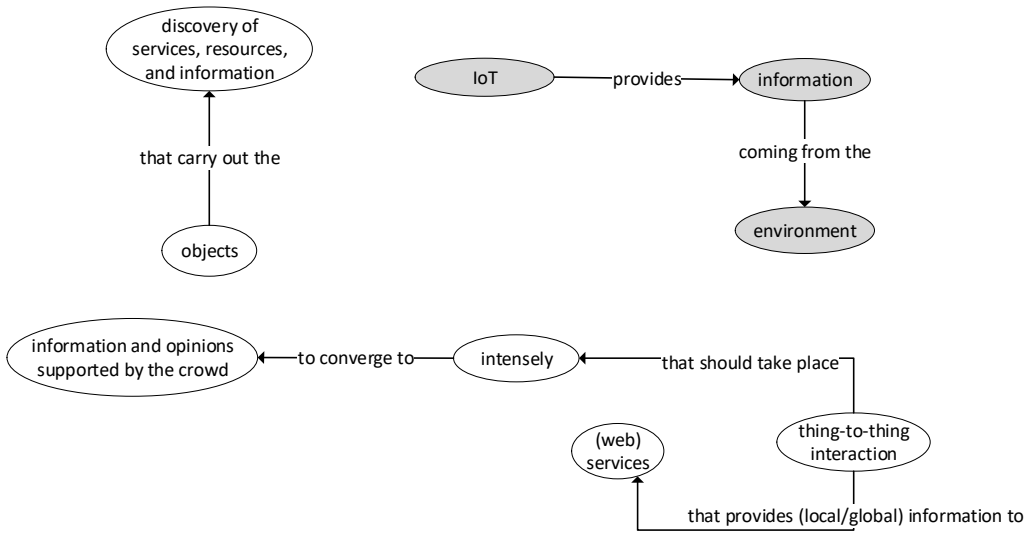 discovery of
services, resources,
and information
that carry out the
objects
IoT
provides
information
coming from the
environment
information and opinions
supported by the crowd
to converge to
intensely
that should take place
thing-to-thing
interaction
(web)
services
that provides (local/global) information to